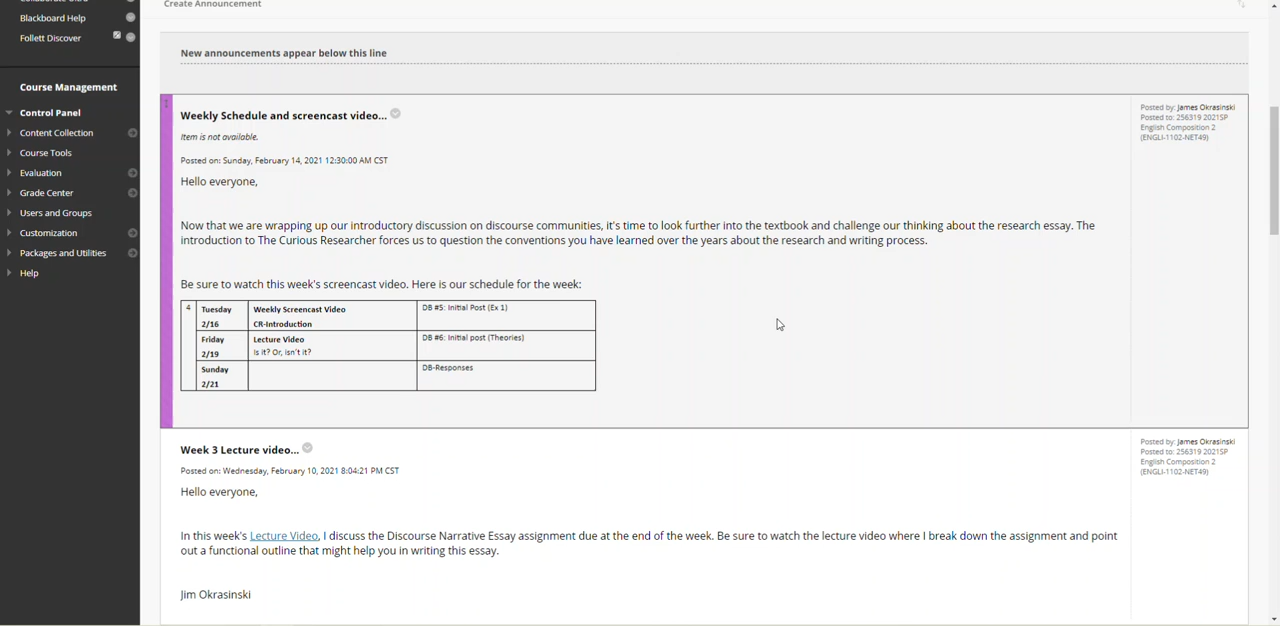 Create Announcement
Blackboard Help
Follett Discover
Course Management
Control Panel
Content Collection
Course Tools
Evaluation
Grade Center
Users and Groups
Customization
Packages and Utilities
Help
New announcements appear below this line
Weekly Schedule and screencast video...
Item is not available.
Posted on: Sunday, February 14, 2021 12:30:00 AM CST
Hello everyone,
Now that we are wrapping up our introductory discussion on discourse communities, it's time to look further into the textbook and challenge our thinking about the research essay. The
introduction to The Curious Researcher forces us to question the conventions you have learned over the years about the research and writing process.
Be sure to watch this week's screencast video. Here is our schedule for the week:
4 Tuesday Weekly Screencast Video DB #5: Initial Post (Ex 1)
2/16 CR-Introduction
Friday Lecture Video DB #6: Initial post (Theories)
2/19 Is it? Or, isn't it?
Sunday DB-Responses
2/21
Posted by: James Okrasinski
Posted to: 256319 2021SP
English Composition 2
(ENGLI-1102-NET49)
Week 3 Lecture video...
Posted on: Wednesday, February 10, 2021 8:04:21 PM CST
Hello everyone,
In this week's Lecture Video, I discuss the Discourse Narrative Essay assignment due at the end of the week. Be sure to watch the lecture video where I break down the assignment and point
out a functional outline that might help you in writing this essay.
Jim Okrasinski
Posted by: James Okrasinski
Posted to: 256319 2021SP
English Composition 2
(ENGLI-1102-NET49)